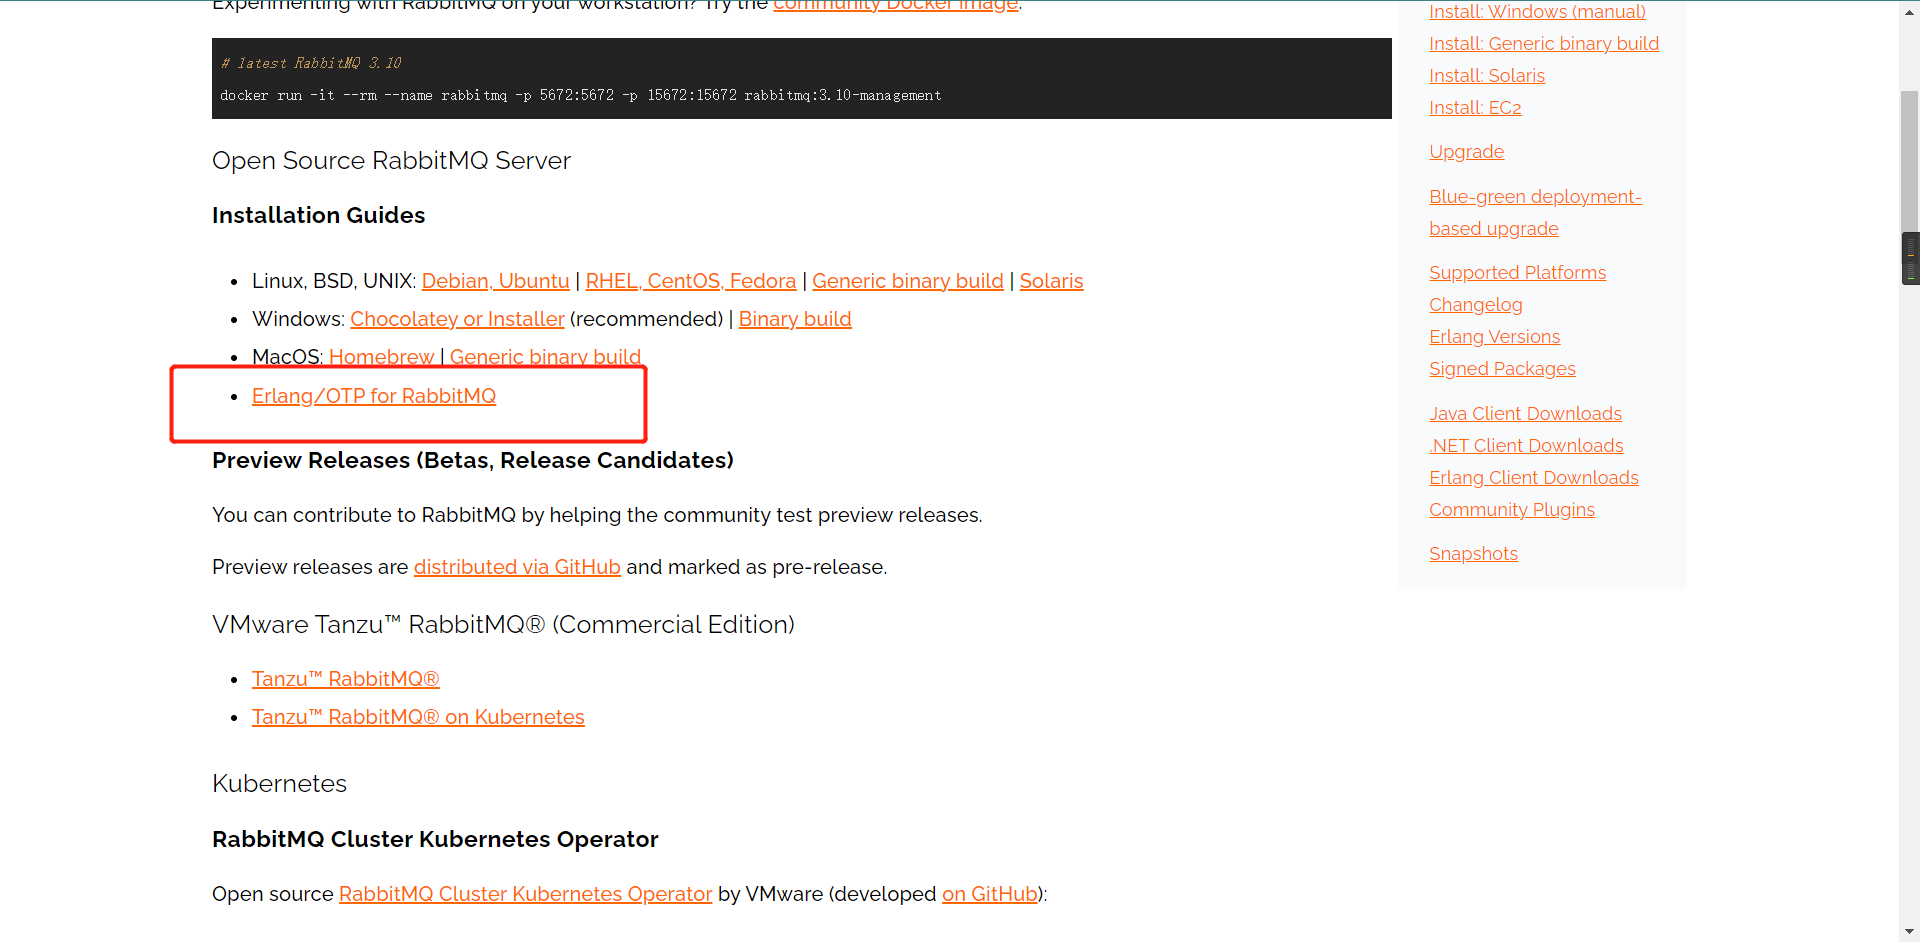 Experimenting with RabbitMQ on your workstation? Try the community Docker image.
# latest RabbitMQ 3.10
docker run -it --rm --name rabbitmq -p 5672:5672 -p 15672:15672 rabbitmq:3.10-management
Open Source RabbitMQ Server
Installation Guides
• Linux, BSD, UNIX: Debian, Ubuntu | RHEL, CentOS, Fedora | Generic binary build | Solaris
• Windows: Chocolatey or Installer (recommended) | Binary build
• MacOS: Homebrew | Generic binary build
• Erlang/OTP for RabbitMQ
Preview Releases (Betas, Release Candidates)
You can contribute to RabbitMQ by helping the community test preview releases.
Preview releases are distributed via GitHub and marked as pre-release.
VMware Tanzu™ RabbitMQ® (Commercial Edition)
• Tanzu™ RabbitMQ®
• Tanzu™ RabbitMQ® on Kubernetes
Kubernetes
RabbitMQ Cluster Kubernetes Operator
Open source RabbitMQ Cluster Kubernetes Operator by VMware (developed on GitHub):
Install: Windows (manual)
Install: Generic binary build
Install: Solaris
Install: EC2
Upgrade
Blue-green deployment-
based upgrade
Supported Platforms
Changelog
Erlang Versions
Signed Packages
Java Client Downloads
.NET Client Downloads
Erlang Client Downloads
Community Plugins
Snapshots